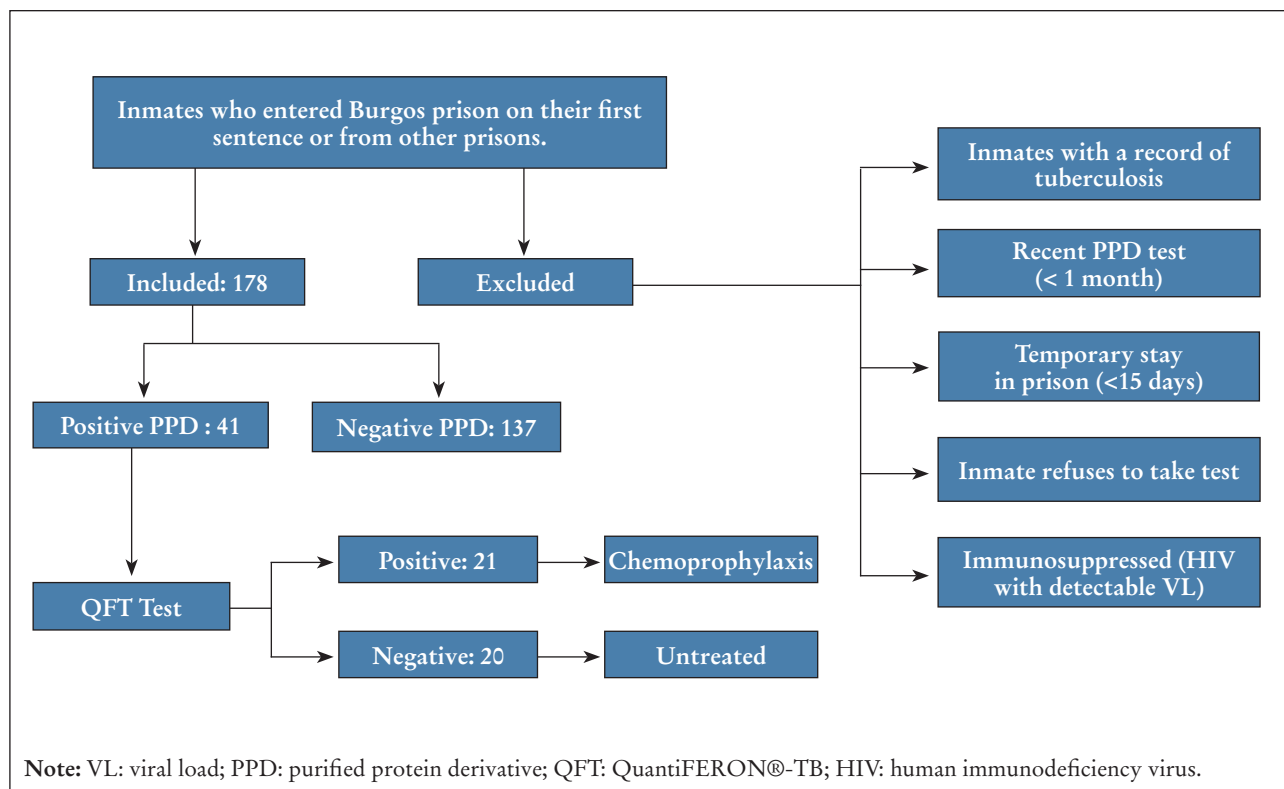 Inmates who entered Burgos prison on their first
sentence or from other prisons.
Included: 178
Excluded
Positive PPD : 41
Negative PPD: 137
QFT Test
Positive: 21
Chemoprophylaxis
Negative: 20
Untreated
Inmates with a record of
tuberculosis
Recent PPD test
(< 1 month)
Temporary stay
in prison (<15 days)
Inmate refuses to take test
Immunosuppressed (HIV
with detectable VL)
Note: VL: viral load; PPD: purified protein derivative; QFT: QuantiFERON®-TB; HIV: human immunodeficiency virus.